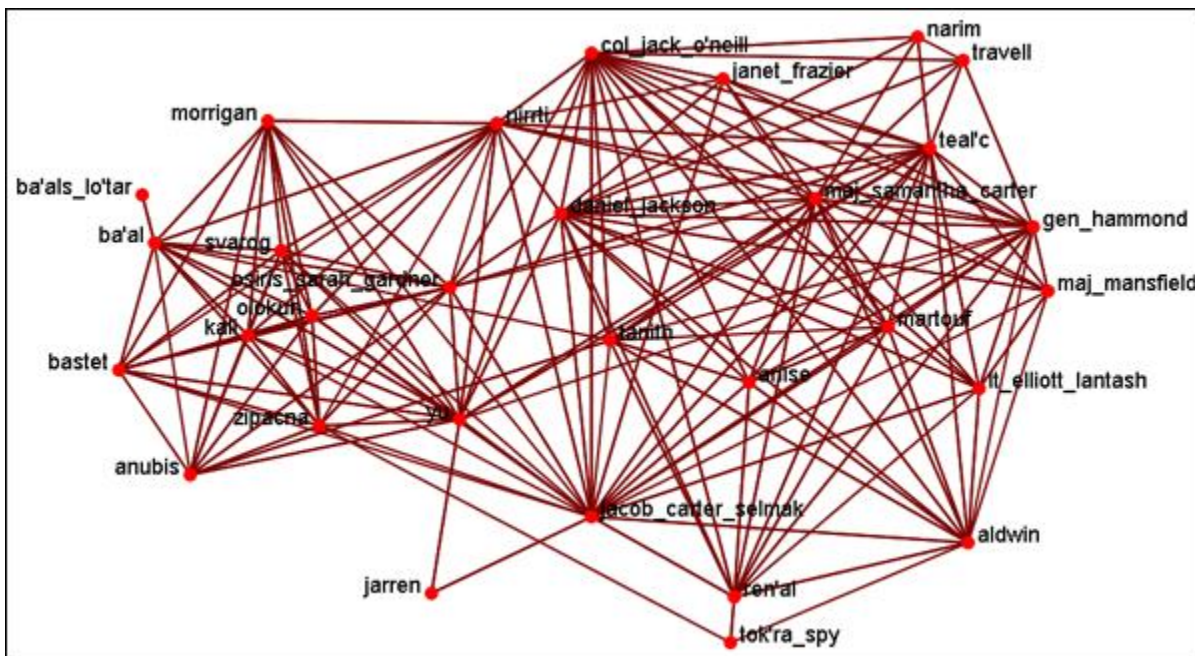 narim
col_jack_o'neill
travell
janet_frazier
morrigan
nirrti
teal'c
ba'als_lo'tar
maj_samantha_carter
daniel_jackson
gen_hammond
ba'al
svarog
osiris_sarah_gardner
maj_mansfield
olokun
kali
martouf
tanith
bastet
anise
lt_elliott_lantash
zipacna
yu
anubis
jacob_carter_selmak
aldwin
jarren
ren'al
tok'ra_spy